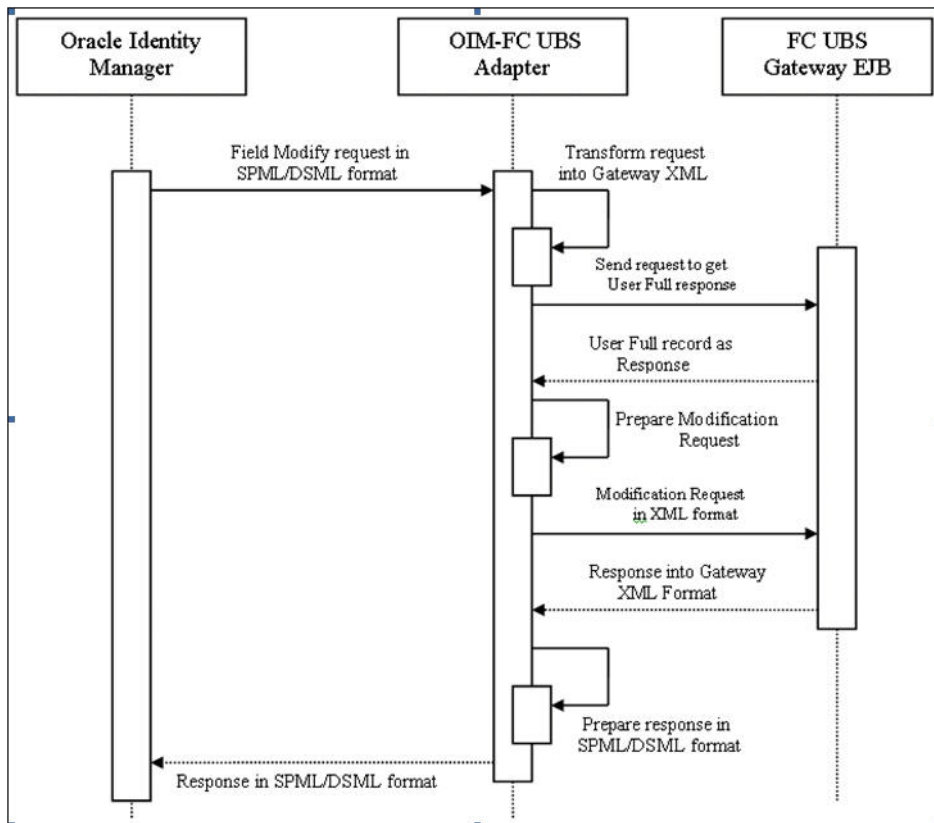 Oracle Identity
Manager
OIM-FC UBS
Adapter
FC UBS
Gateway EJB
Field Modify request in
SPML/DSML format
Transform request
into Gateway XML
Send request to get
User Full response
User Full record as
Response
Prepare Modification
Request
Modification Request
in XML format
Response into Gateway
XML Format
Prepare response in
SPML/DSML format
Response in SPML/DSML format